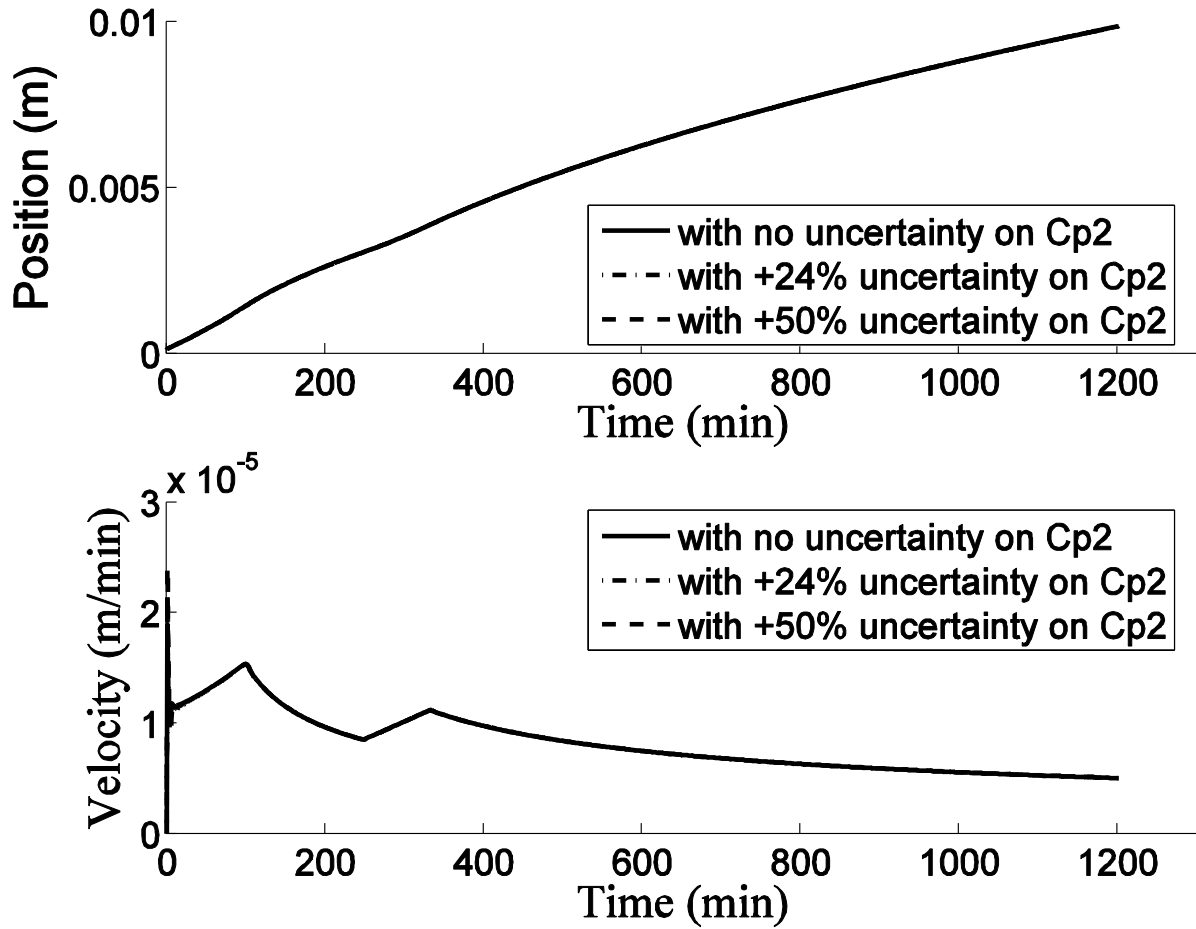 0.01
0.005
0
Position (m)
with no uncertainty on Cp2
with +24% uncertainty on Cp2
with +50% uncertainty on Cp2
0 200 400 600 800 1000 1200
Time (min)
x 10^-5
3
2
1
0
Velocity (m/min)
with no uncertainty on Cp2
with +24% uncertainty on Cp2
with +50% uncertainty on Cp2
0 200 400 600 800 1000 1200
Time (min)